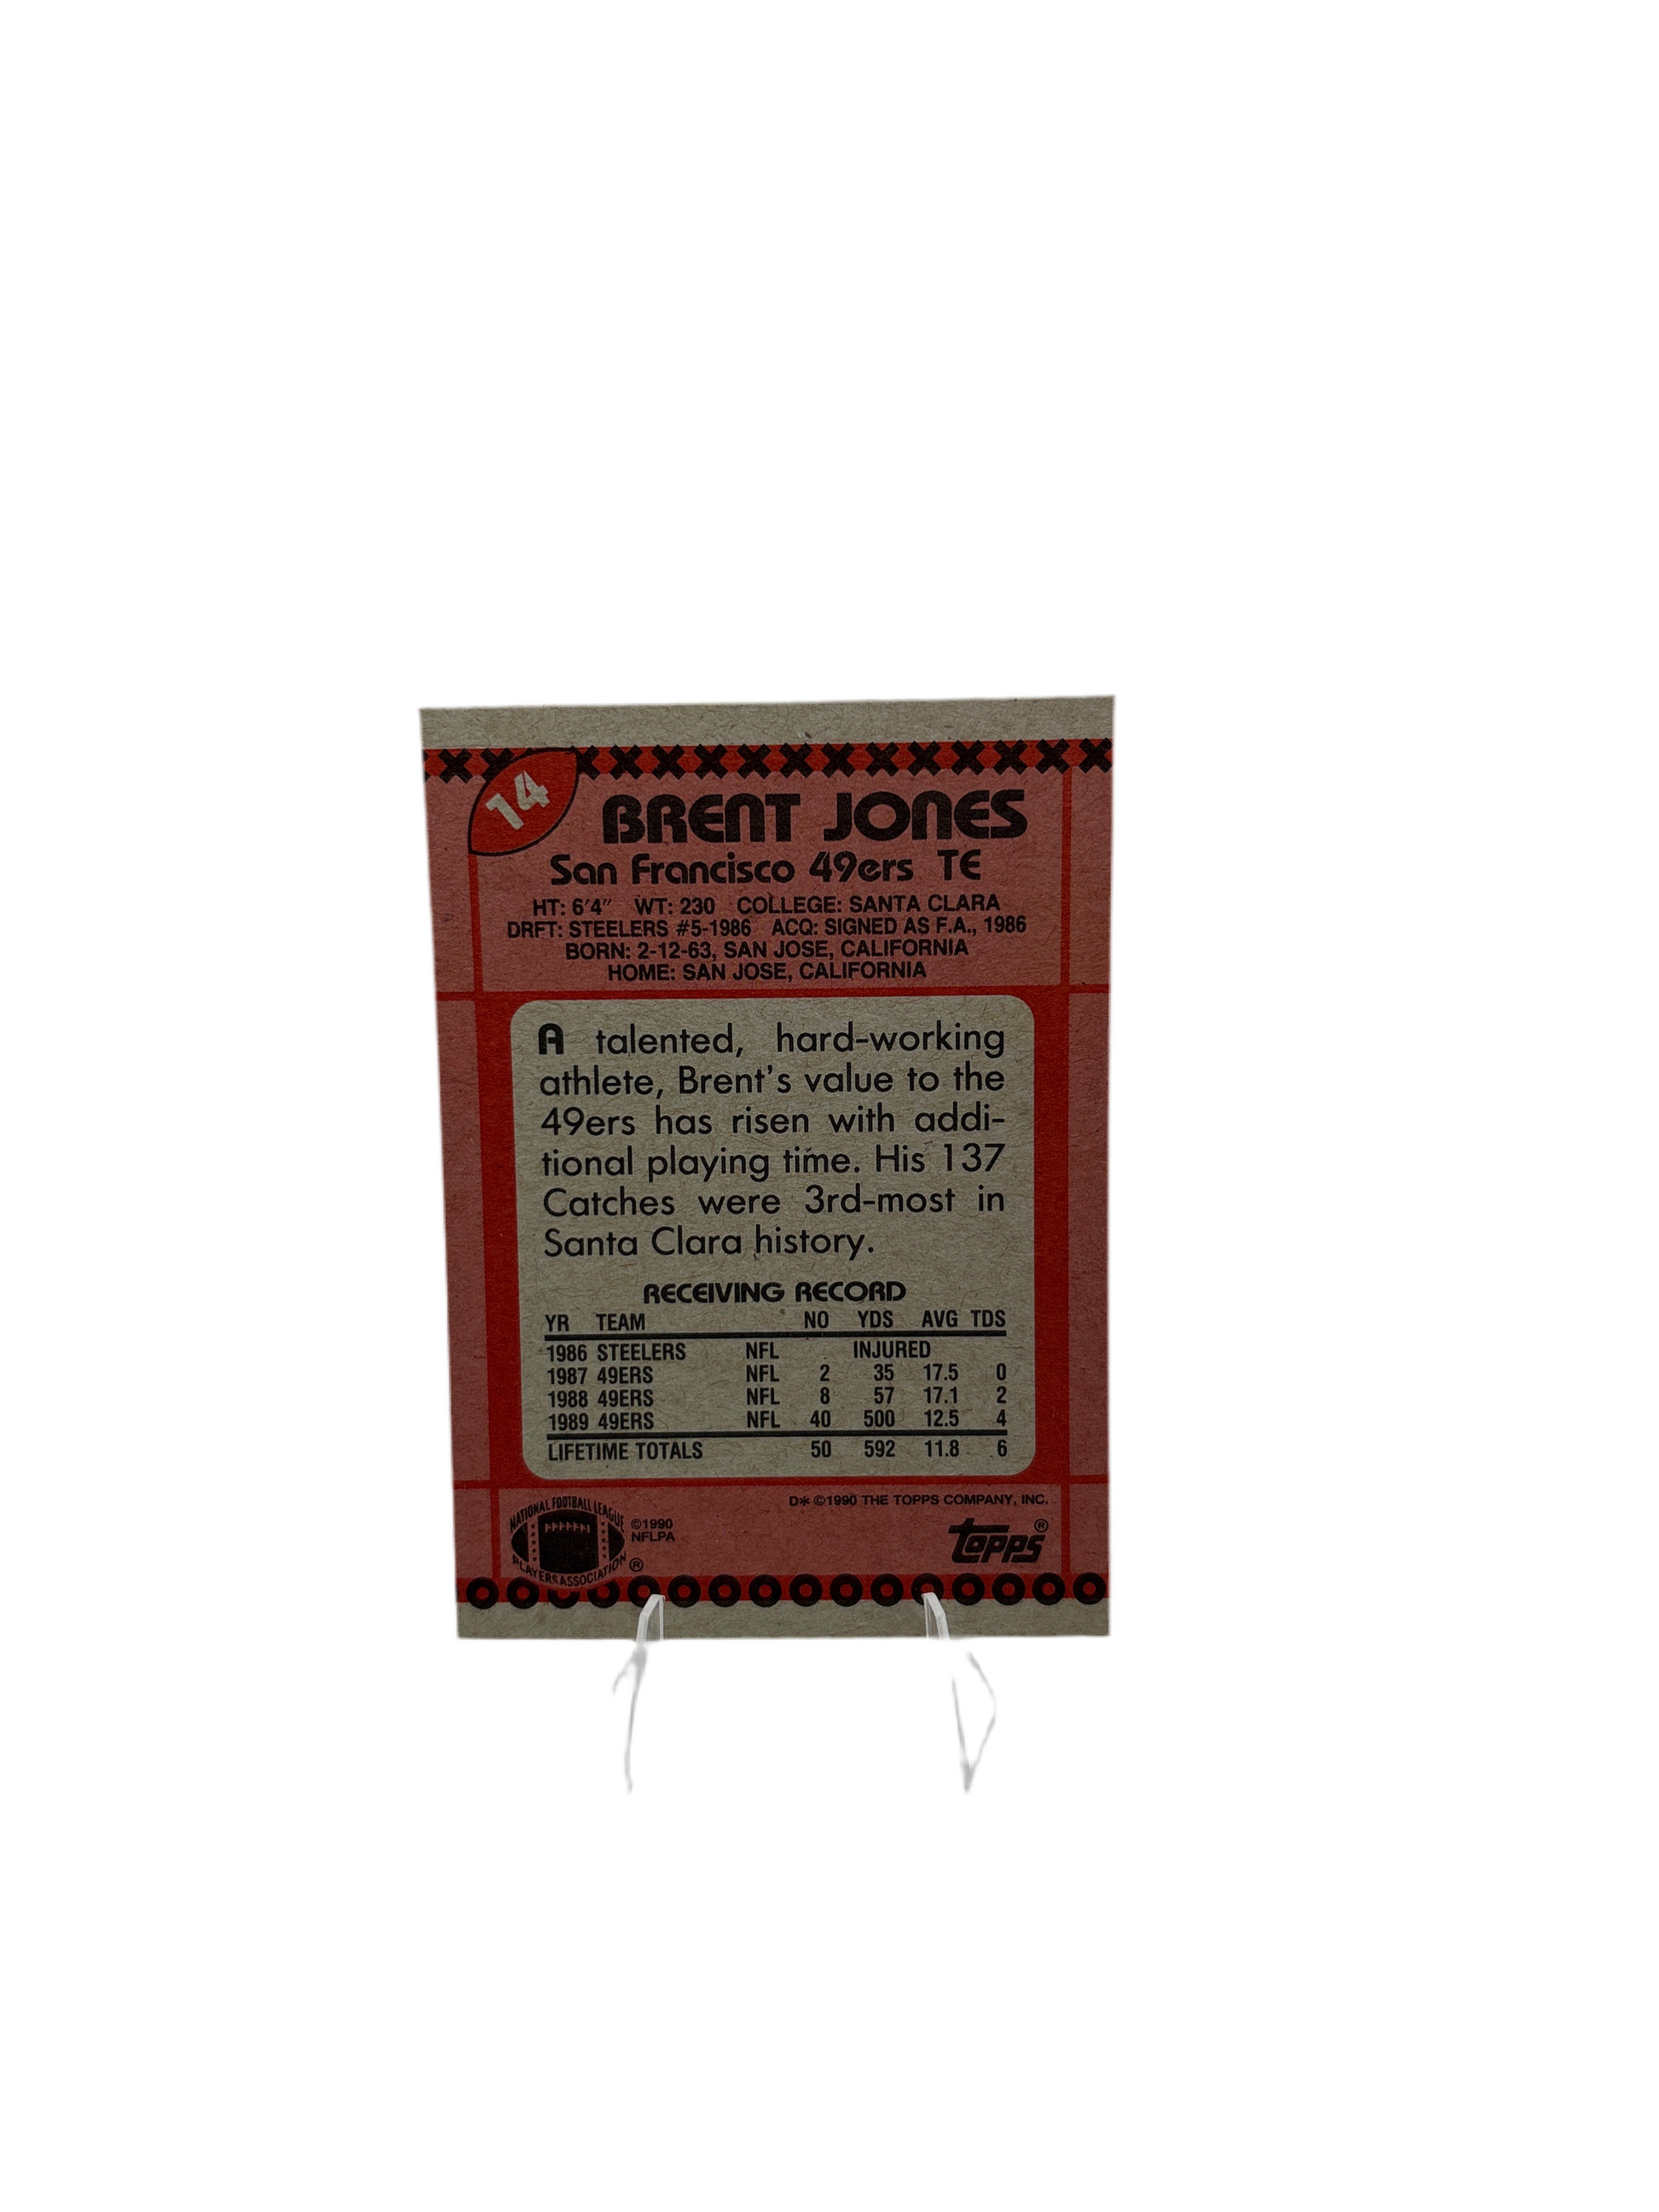 14
BRENT JONES
San Francisco 49ers TE
HT: 6'4" WT: 230 COLLEGE: SANTA CLARA
DRFT: STEELERS #5-1986 ACQ: SIGNED AS F.A., 1986
BORN: 2-12-63, SAN JOSE, CALIFORNIA
HOME: SAN JOSE, CALIFORNIA
A talented, hard-working
athlete, Brent's value to the
49ers has risen with addi-
tional playing time. His 137
Catches were 3rd-most in
Santa Clara history.
RECEIVING RECORD
YR TEAM NO YDS AVG TDS
1986 STEELERS NFL INJURED
1987 49ERS NFL 2 35 17.5 0
1988 49ERS NFL 8 57 17.1 2
1989 49ERS NFL 40 500 12.5 4
LIFETIME TOTALS 50 592 11.8 6
D* ©1990 THE TOPPS COMPANY, INC.
NATIONAL FOOTBALL LEAGUE
PLAYERS ASSOCIATION ®
©1990
NFLPA
topps ®